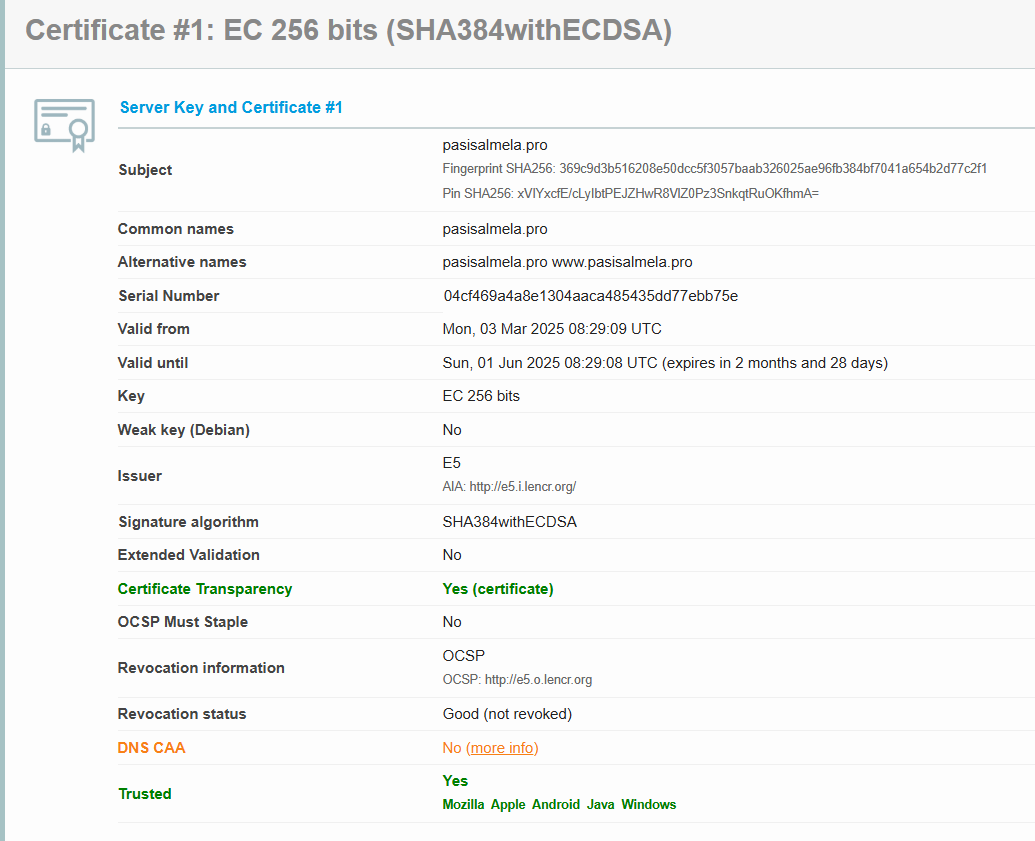 Certificate #1: EC 256 bits (SHA384withECDSA)
Server Key and Certificate #1
Subject
pasisalmela.pro
Fingerprint SHA256: 369c9d3b516208e50dcc5f3057baab326025ae96fb384bf7041a654b2d77c2f1
Pin SHA256: xVIYxcfE/cLyIbtPEJZHwR8VlZ0Pz3SnkqtRuOKfhmA=
Common names pasisalmela.pro
Alternative names pasisalmela.pro www.pasisalmela.pro
Serial Number 04cf469a4a8e1304aaca485435dd77ebb75e
Valid from Mon, 03 Mar 2025 08:29:09 UTC
Valid until Sun, 01 Jun 2025 08:29:08 UTC (expires in 2 months and 28 days)
Key EC 256 bits
Weak key (Debian) No
Issuer
E5
AIA: http://e5.i.lencr.org/
Signature algorithm SHA384withECDSA
Extended Validation No
Certificate Transparency Yes (certificate)
OCSP Must Staple No
Revocation information
OCSP
OCSP: http://e5.o.lencr.org
Revocation status Good (not revoked)
DNS CAA No (more info)
Trusted
Yes
Mozilla Apple Android Java Windows